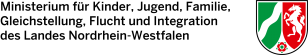 Ministerium für Kinder, Jugend, Familie,
Gleichstellung, Flucht und Integration
des Landes Nordrhein-Westfalen